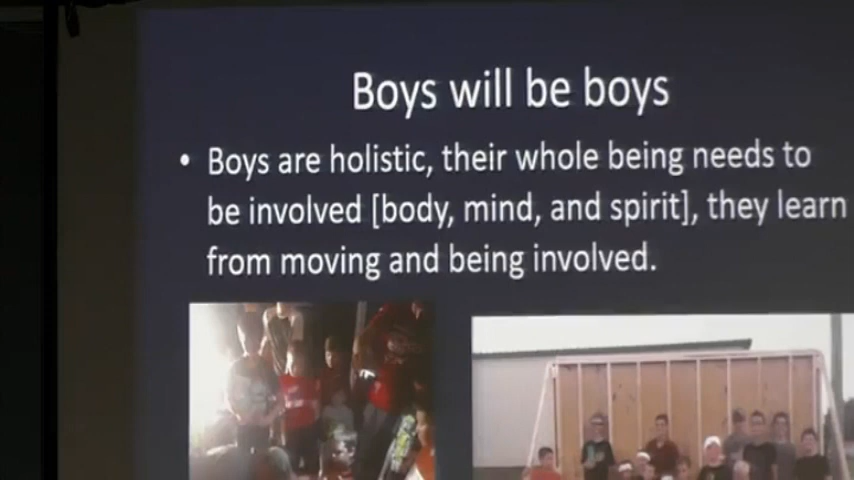 Boys will be boys
• Boys are holistic, their whole being needs to
be involved [body, mind, and spirit], they learn
from moving and being involved.